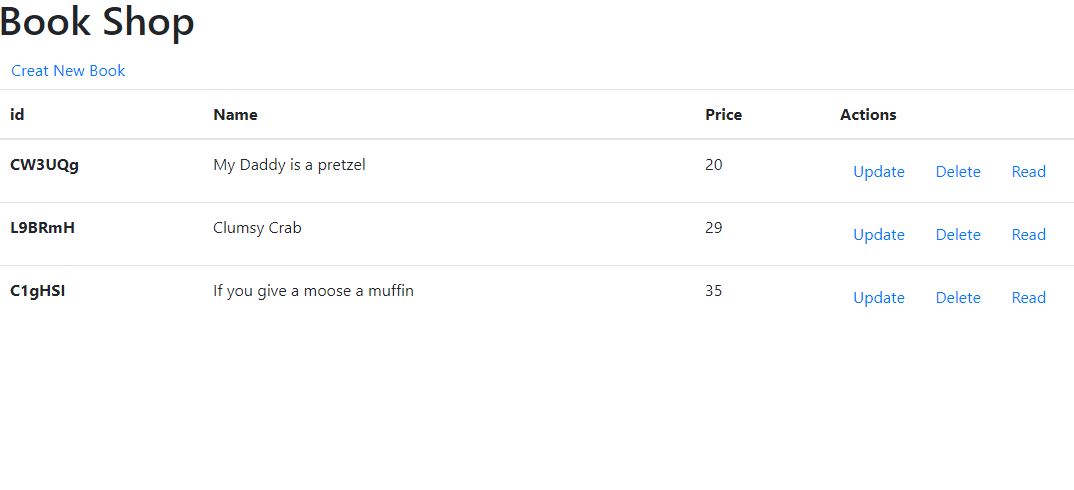 Book Shop
Creat New Book
id Name Price Actions
CW3UQg My Daddy is a pretzel 20 Update Delete Read
L9BRmH Clumsy Crab 29 Update Delete Read
C1gHSI If you give a moose a muffin 35 Update Delete Read